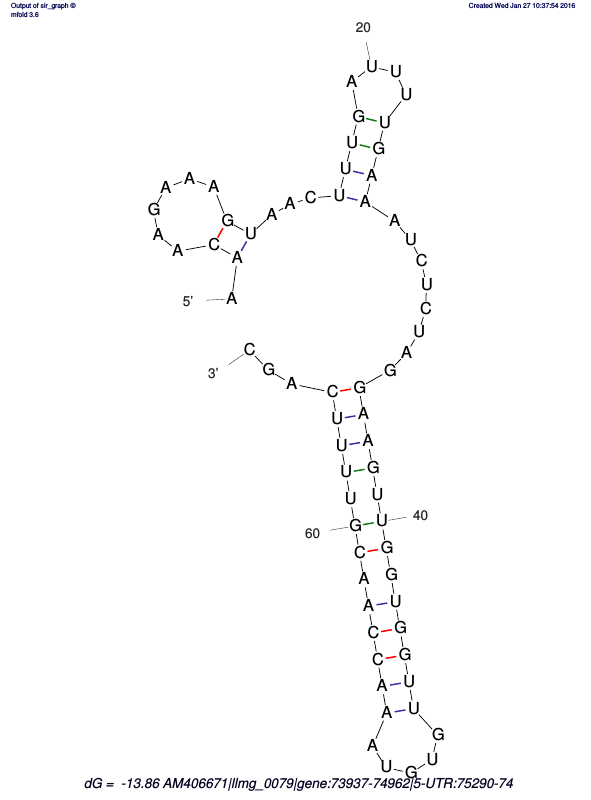 Output of sir_graph ©
mfold 3.6
Created Wed Jan 27 10:37:54 2016
5'
A A C A A G A A A G U A A C U U U G A U
20
U U U G A A A U C U C U A G G A A G U U
40
G G U G G U U G U G U A A A C C A A C G
60
U U U U C A G C
3'
dG = -13.86 AM406671|llmg_0079|gene:73937-74962|5-UTR:75290-74